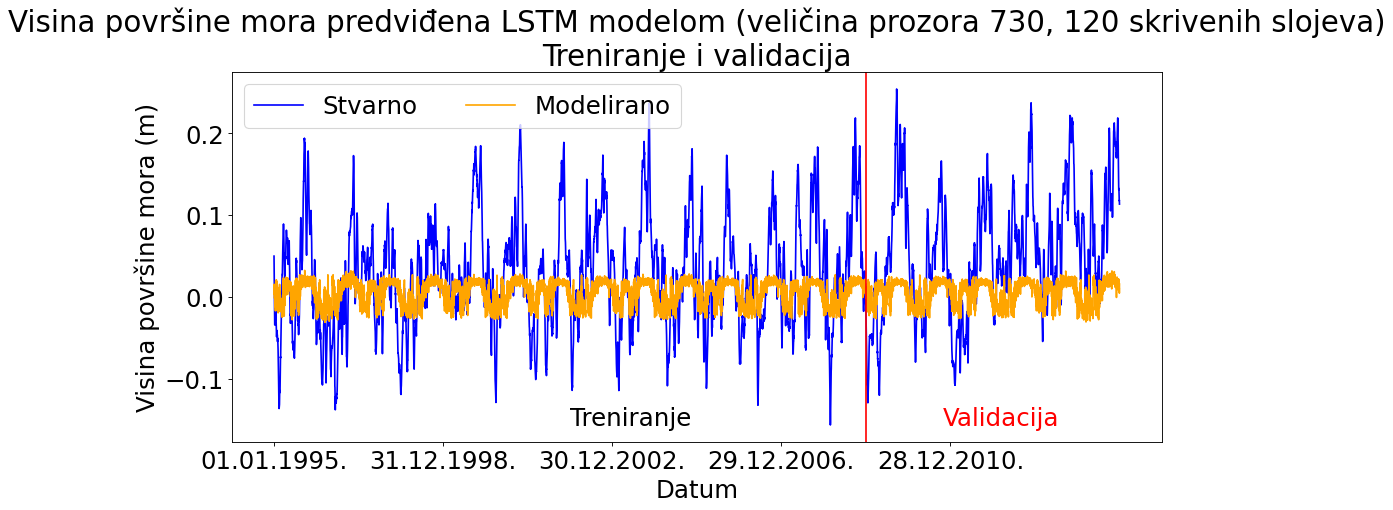 Visina površine mora predviđena LSTM modelom (veličina prozora 730, 120 skrivenih slojeva)
Treniranje i validacija
Stvarno
Modelirano
Visina površine mora (m)
0.2
0.1
0.0
−0.1
Treniranje
Validacija
01.01.1995.
31.12.1998.
30.12.2002.
29.12.2006.
28.12.2010.
Datum